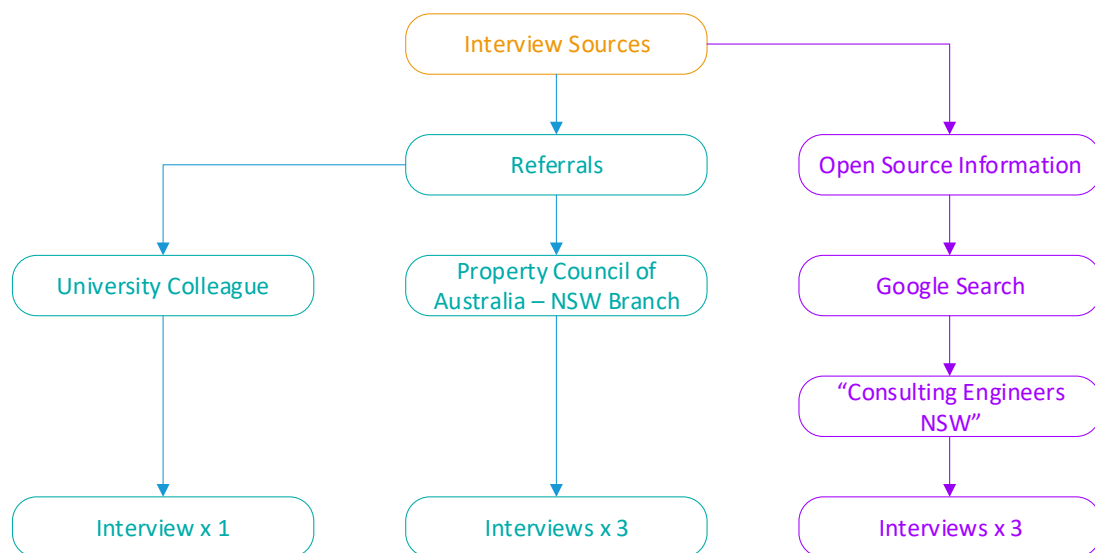 Interview Sources
Referrals
Open Source Information
University Colleague
Property Council of
Australia – NSW Branch
Google Search
“Consulting Engineers
NSW”
Interview x 1
Interviews x 3
Interviews x 3